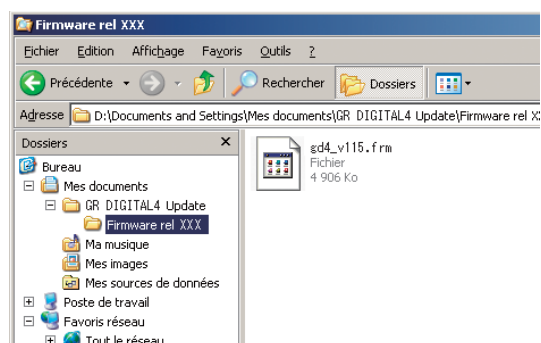 Firmware rel XXX
Fichier Edition Affichage Favoris Outils ?
Précédente Rechercher Dossiers
Adresse D:\Documents and Settings\Mes documents\GR DIGITAL4 Update\Firmware rel X
Dossiers x
Bureau
Mes documents
GR DIGITAL4 Update
Firmware rel XXX
Ma musique
Mes images
Mes sources de données
Poste de travail
Favoris réseau
Tout le réseau
gd4_v115.frm
Fichier
4 906 Ko